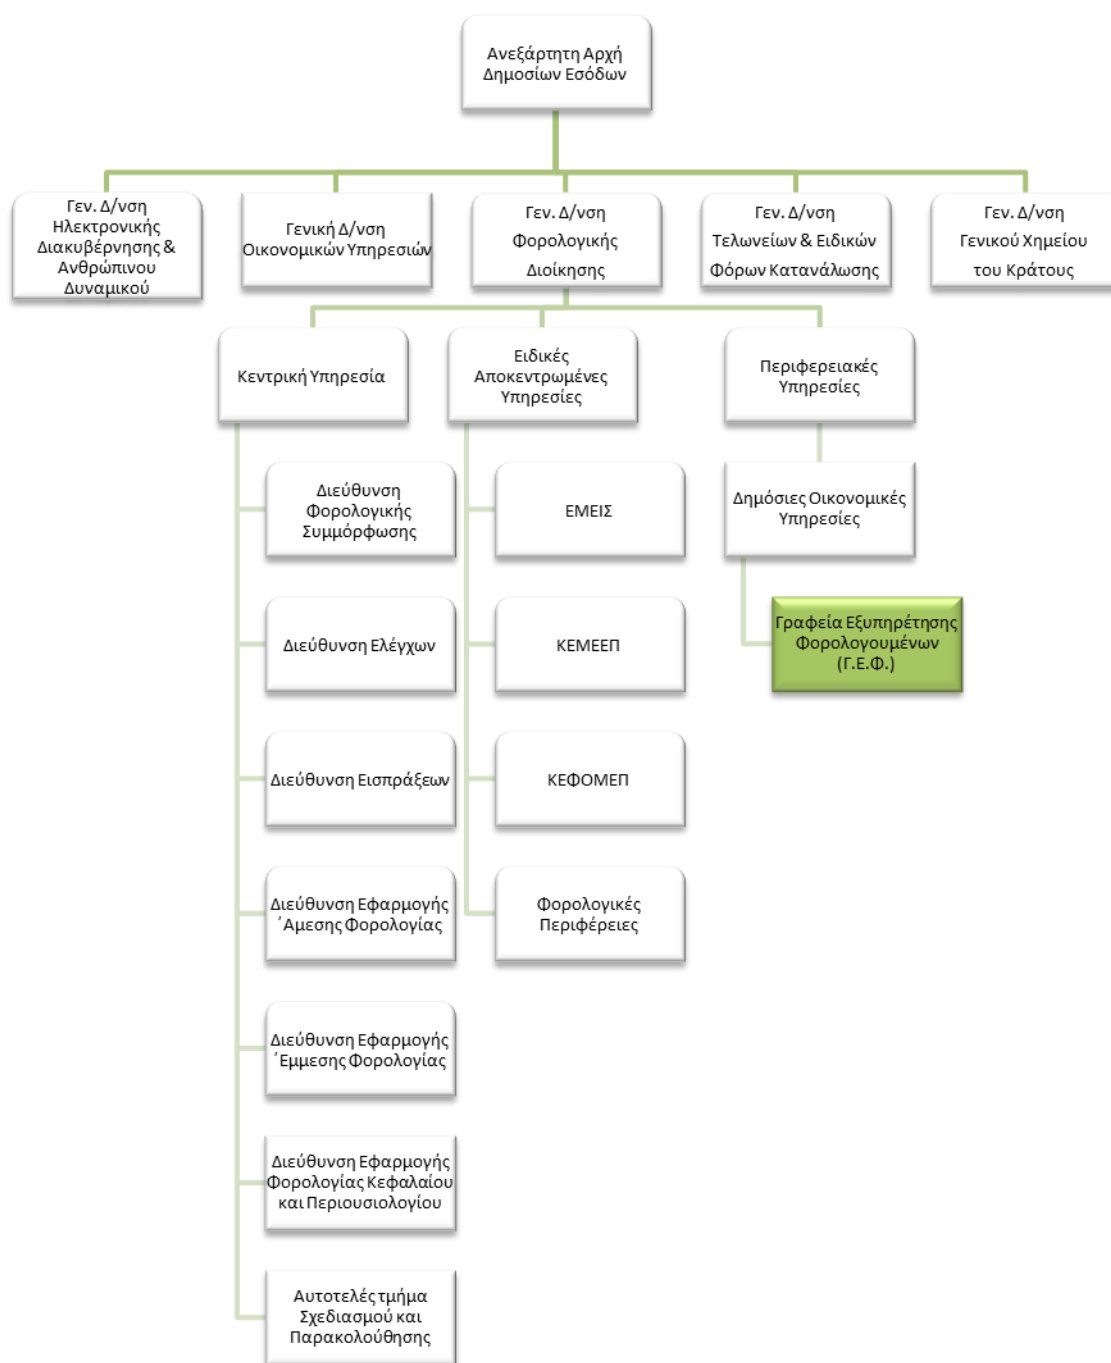 Ανεξάρτητη Αρχή
Δημοσίων Εσόδων
Γεν. Δ/νση
Ηλεκτρονικής
Διακυβέρνησης &
Ανθρώπινου
Δυναμικού
Γενική Δ/νση
Οικονομικών Υπηρεσιών
Γεν. Δ/νση
Φορολογικής
Διοίκησης
Γεν. Δ/νση
Τελωνείων & Ειδικών
Φόρων Κατανάλωσης
Γεν. Δ/νση
Γενικού Χημείου
του Κράτους
Κεντρική Υπηρεσία
Ειδικές
Αποκεντρωμένες
Υπηρεσίες
Περιφερειακές
Υπηρεσίες
Διεύθυνση
Φορολογικής
Συμμόρφωσης
ΕΜΕΙΣ
Δημόσιες Οικονομικές
Υπηρεσίες
Διεύθυνση Ελέγχων
ΚΕΜΕΕΠ
Γραφεία Εξυπηρέτησης
Φορολογουμένων
(Γ.Ε.Φ.)
Διεύθυνση Εισπράξεων
ΚΕΦΟΜΕΠ
Διεύθυνση Εφαρμογής
΄Αμεσης Φορολογίας
Φορολογικές
Περιφέρειες
Διεύθυνση Εφαρμογής
΄Εμμεσης Φορολογίας
Διεύθυνση Εφαρμογής
Φορολογίας Κεφαλαίου
και Περιουσιολογίου
Αυτοτελές τμήμα
Σχεδιασμού και
Παρακολούθησης